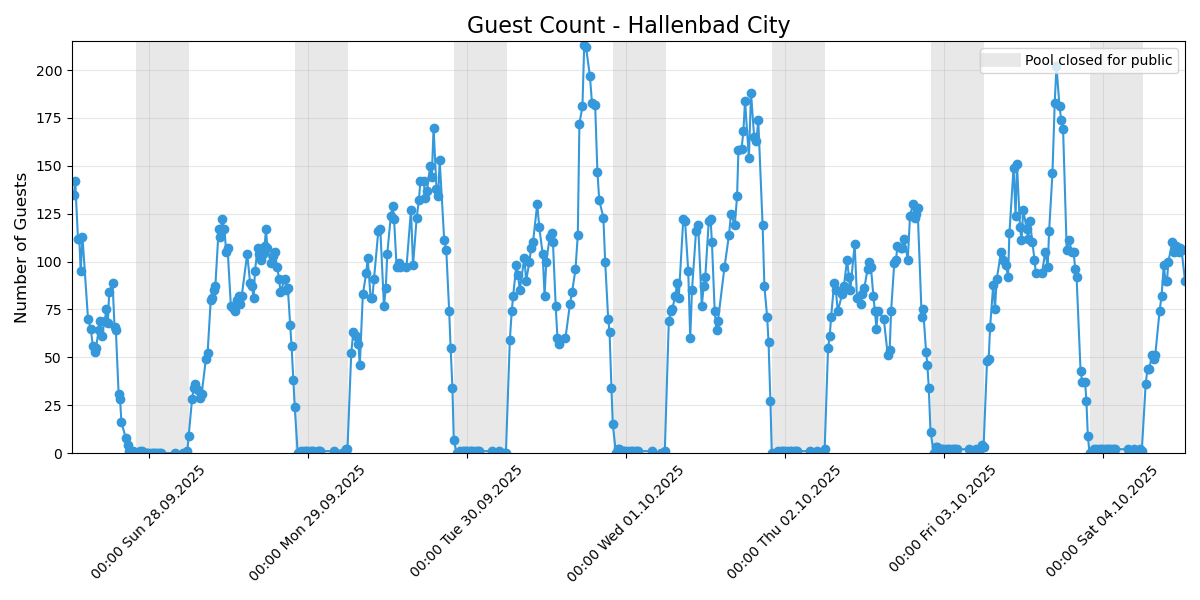 Guest Count - Hallenbad City
Pool closed for public
Number of Guests
200
175
150
125
100
75
50
25
0
00:00 Sun 28.09.2025
00:00 Mon 29.09.2025
00:00 Tue 30.09.2025
00:00 Wed 01.10.2025
00:00 Thu 02.10.2025
00:00 Fri 03.10.2025
00:00 Sat 04.10.2025